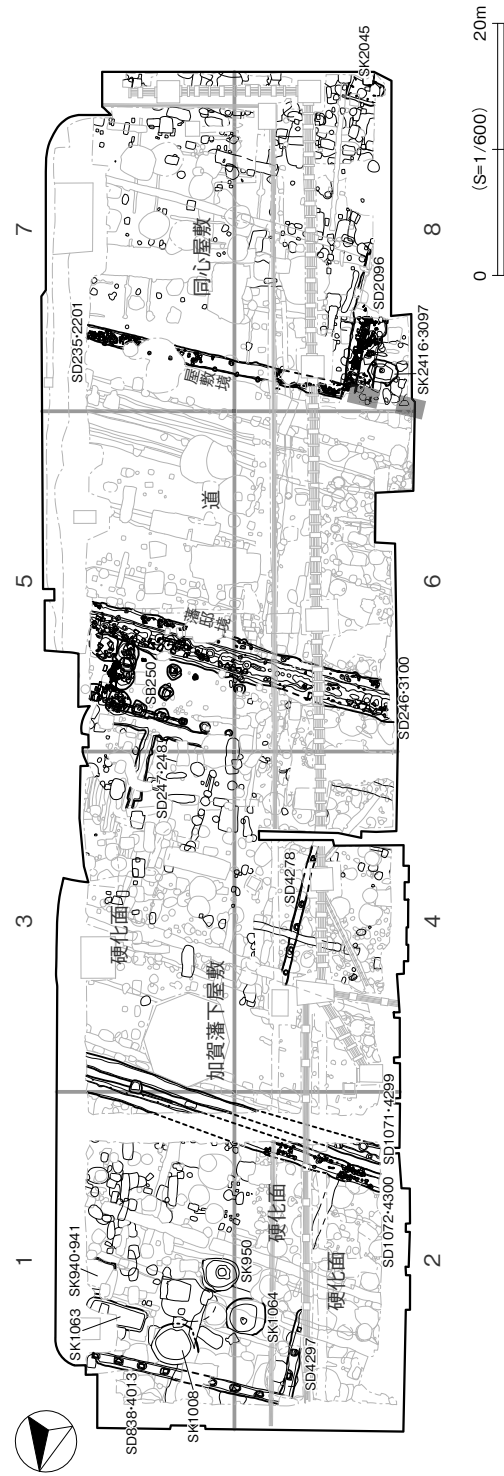 1
3
5
7
SK940・941
SK1063
SD838・4013
SK1008
SK950
SK1064
SD4297
硬化面
硬化面
SD1072・4300
SD1071・4299
加賀藩下屋敷
硬化面
SD4278
SD247・2481
SB250
藩邸境
SD246・3100
道
SD235・2201
屋敷境
同心屋敷
SD2096
SK2416・3097
SK2045
2
4
6
8
0
(S=1/600)
20m